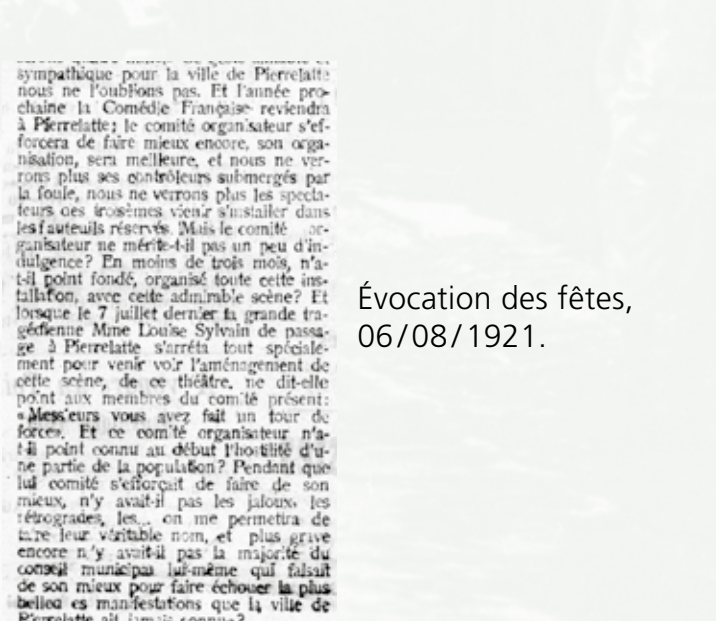 sympathique pour la ville de Pierrelatte
nous ne l'oublions pas. Et l'année pro-
chaine la Comédie Française reviendra
à Pierrelatte; le comité organisateur s'ef-
forcera de faire mieux encore, son orga-
nisation, sera meilleure, et nous ne ver-
rons plus ses contrôleurs submergés par
la foule, nous ne verrons plus les specta-
teurs des troisèmes vienir s'installer dans
les fauteuils réservés. Mais le comité or-
ganisateur ne mérite-t-il pas un peu d'in-
dulgence? En moins de trois mois, n'a-
t-il point fondé, organisé toute cette ins-
tallation, avec cette admirable scène? Et
lorsque le 7 juillet dernier la grande tra-
gédienne Mme Louise Sylvain de passa-
ge à Pierrelatte s'arrêta tout spéciale-
ment pour venir voir l'aménagement de
cette scène, de ce théâtre, ne dit-elle
point aux membres du comité présent:
«Messieurs vous avez fait un tour de
force». Et ce comité organisateur n'a-
t-il point connu au début l'hostilité d'u-
ne partie de la population? Pendant que
lui comité s'efforçait de faire de son
mieux, n'y avait-il pas les jaloux, les
rétrogrades, les... on me permettra de
taire leur véritable nom, et plus grave
encore n'y avait-il pas la majorité du
conseil municipal lui-même qui faisait
de son mieux pour faire échouer la plus
belle des manifestations que la ville de
Pierrelatte ait jamais connue?
Évocation des fêtes,
06/08/1921.